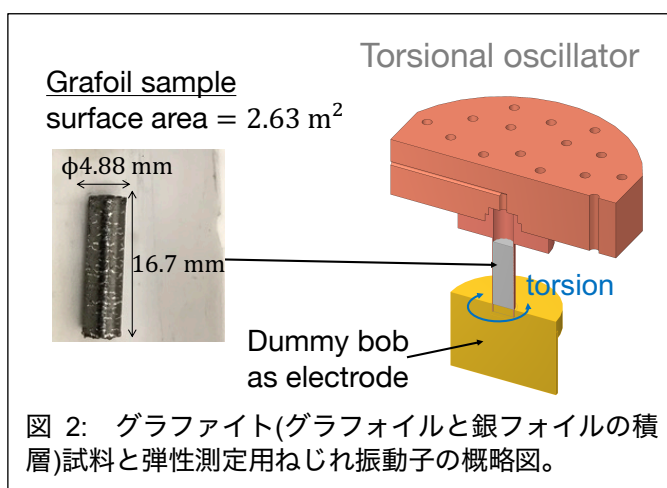 Torsional oscillator
Grafoil sample
surface area = 2.63 m²
ϕ4.88 mm
16.7 mm
torsion
Dummy bob
as electrode
図 2: グラファイト(グラフォイルと銀フォイルの積
層)試料と弾性測定用ねじれ振動子の概略図。